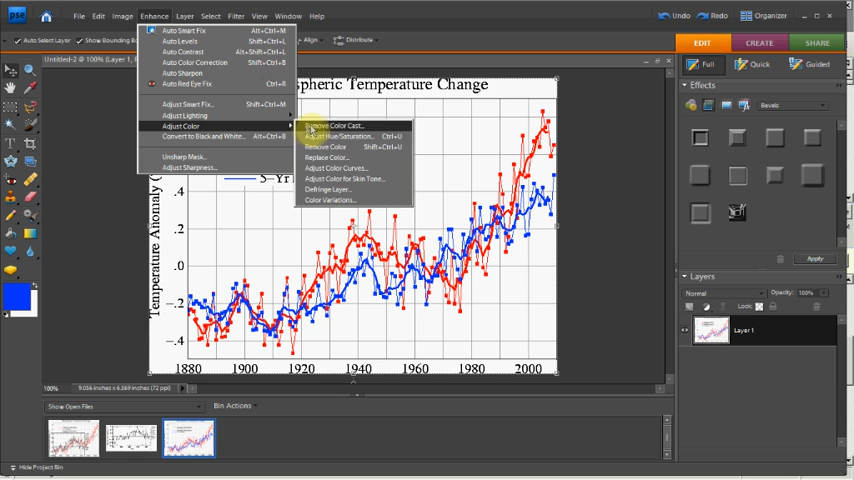 pse File Edit Image Enhance Layer Select Filter View Window Help Undo Redo Organizer
Auto Select Layer Show Bounding Align Distribute EDIT CREATE SHARE
Untitled-2 @ 100% (Layer 1, R
Auto Smart Fix Alt+Ctrl+M
Auto Levels Shift+Ctrl+L
Auto Contrast Alt+Shift+Ctrl+L
Auto Color Correction Shift+Ctrl+B
Auto Sharpen
Auto Red Eye Fix Ctrl+R
Adjust Smart Fix... Shift+Ctrl+M
Adjust Lighting
Adjust Color
Convert to Black and White... Alt+Ctrl+B
Unsharp Mask...
Adjust Sharpness...
Remove Color Cast...
Adjust Hue/Saturation... Ctrl+U
Remove Color Shift+Ctrl+U
Replace Color...
Adjust Color Curves...
Adjust Color for Skin Tone...
Defringe Layer...
Color Variations...
Full Quick Guided
Effects
Bevels
Apply
Layers
Normal Opacity: 100%
Lock:
Layer 1
spheric Temperature Change
5-Yr
Temperature Anomaly (
.4
.2
.0
-.2
-.4
1880 1900 1920 1940 1960 1980 2000
100% 9.056 inches x 6.389 inches (72 ppi)
Show Open Files Bin Actions
Hide Project Bin